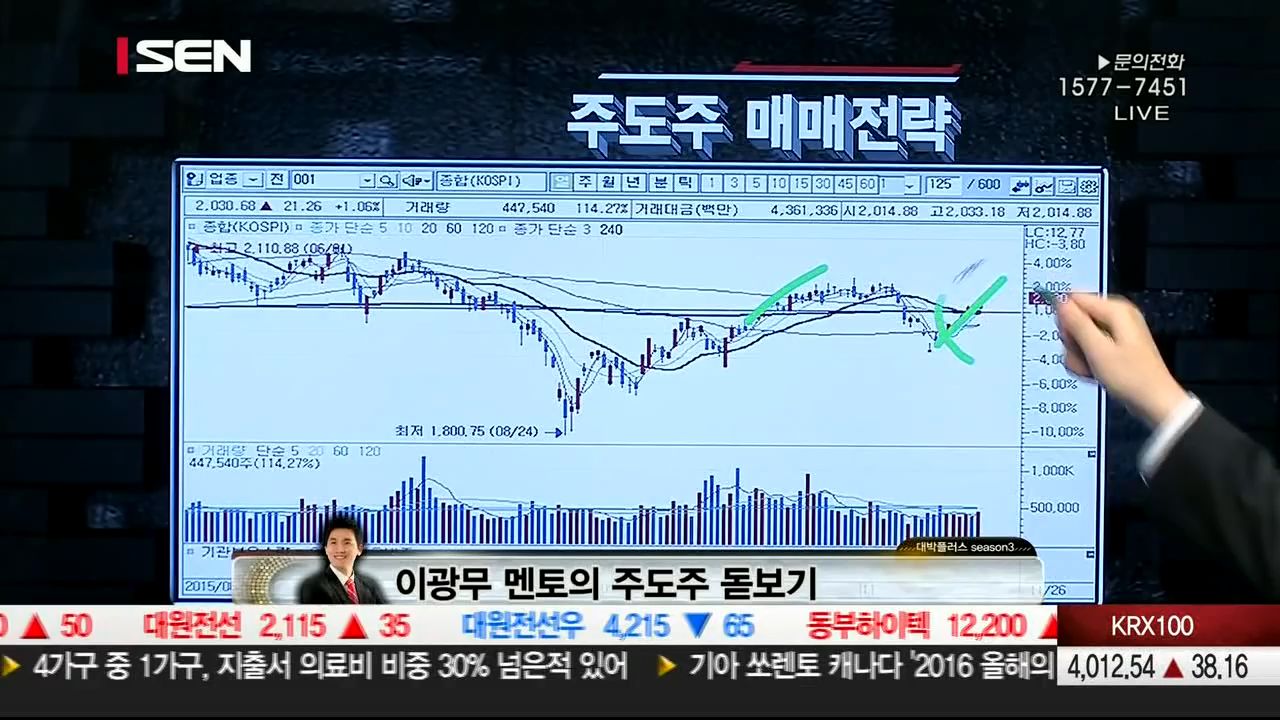 SEN
▶문의전화
1577-7451
LIVE
주도주 매매전략
업종 전 001 종합(KOSPI) 일 주 월 년 분 틱 1 3 5 10 15 30 45 60 1 125 / 600
2,030.68 ▲ 21.26 +1.06% 거래량 447,540 114.27% 거래대금(백만) 4,361,336 시 2,014.88 고 2,033.18 저 2,014.88
종합(KOSPI) 종가 단순 5 10 20 60 120 종가 단순 3 240
LC:12.77
HC:-3.80
최고 2,110.88
4.00%
2.00%
-2.00%
-4.00%
-6.00%
-8.00%
최저 1,800.75 (08/24)
-10.00%
거래량 단순 5 20 60 120
447,540주(114.27%)
1,000K
500,000
대박플러스 season3
이광무 멘토의 주도주 돋보기
▲ 50 대원전선 2,115 ▲ 35 대원전선우 4,215 ▼ 65 동부하이텍 12,200 ▲
KRX100
4가구 중 1가구, 지출서 의료비 비중 30% 넘은적 있어 기아 쏘렌토 캐나다 '2016 올해의
4,012.54 ▲ 38.16